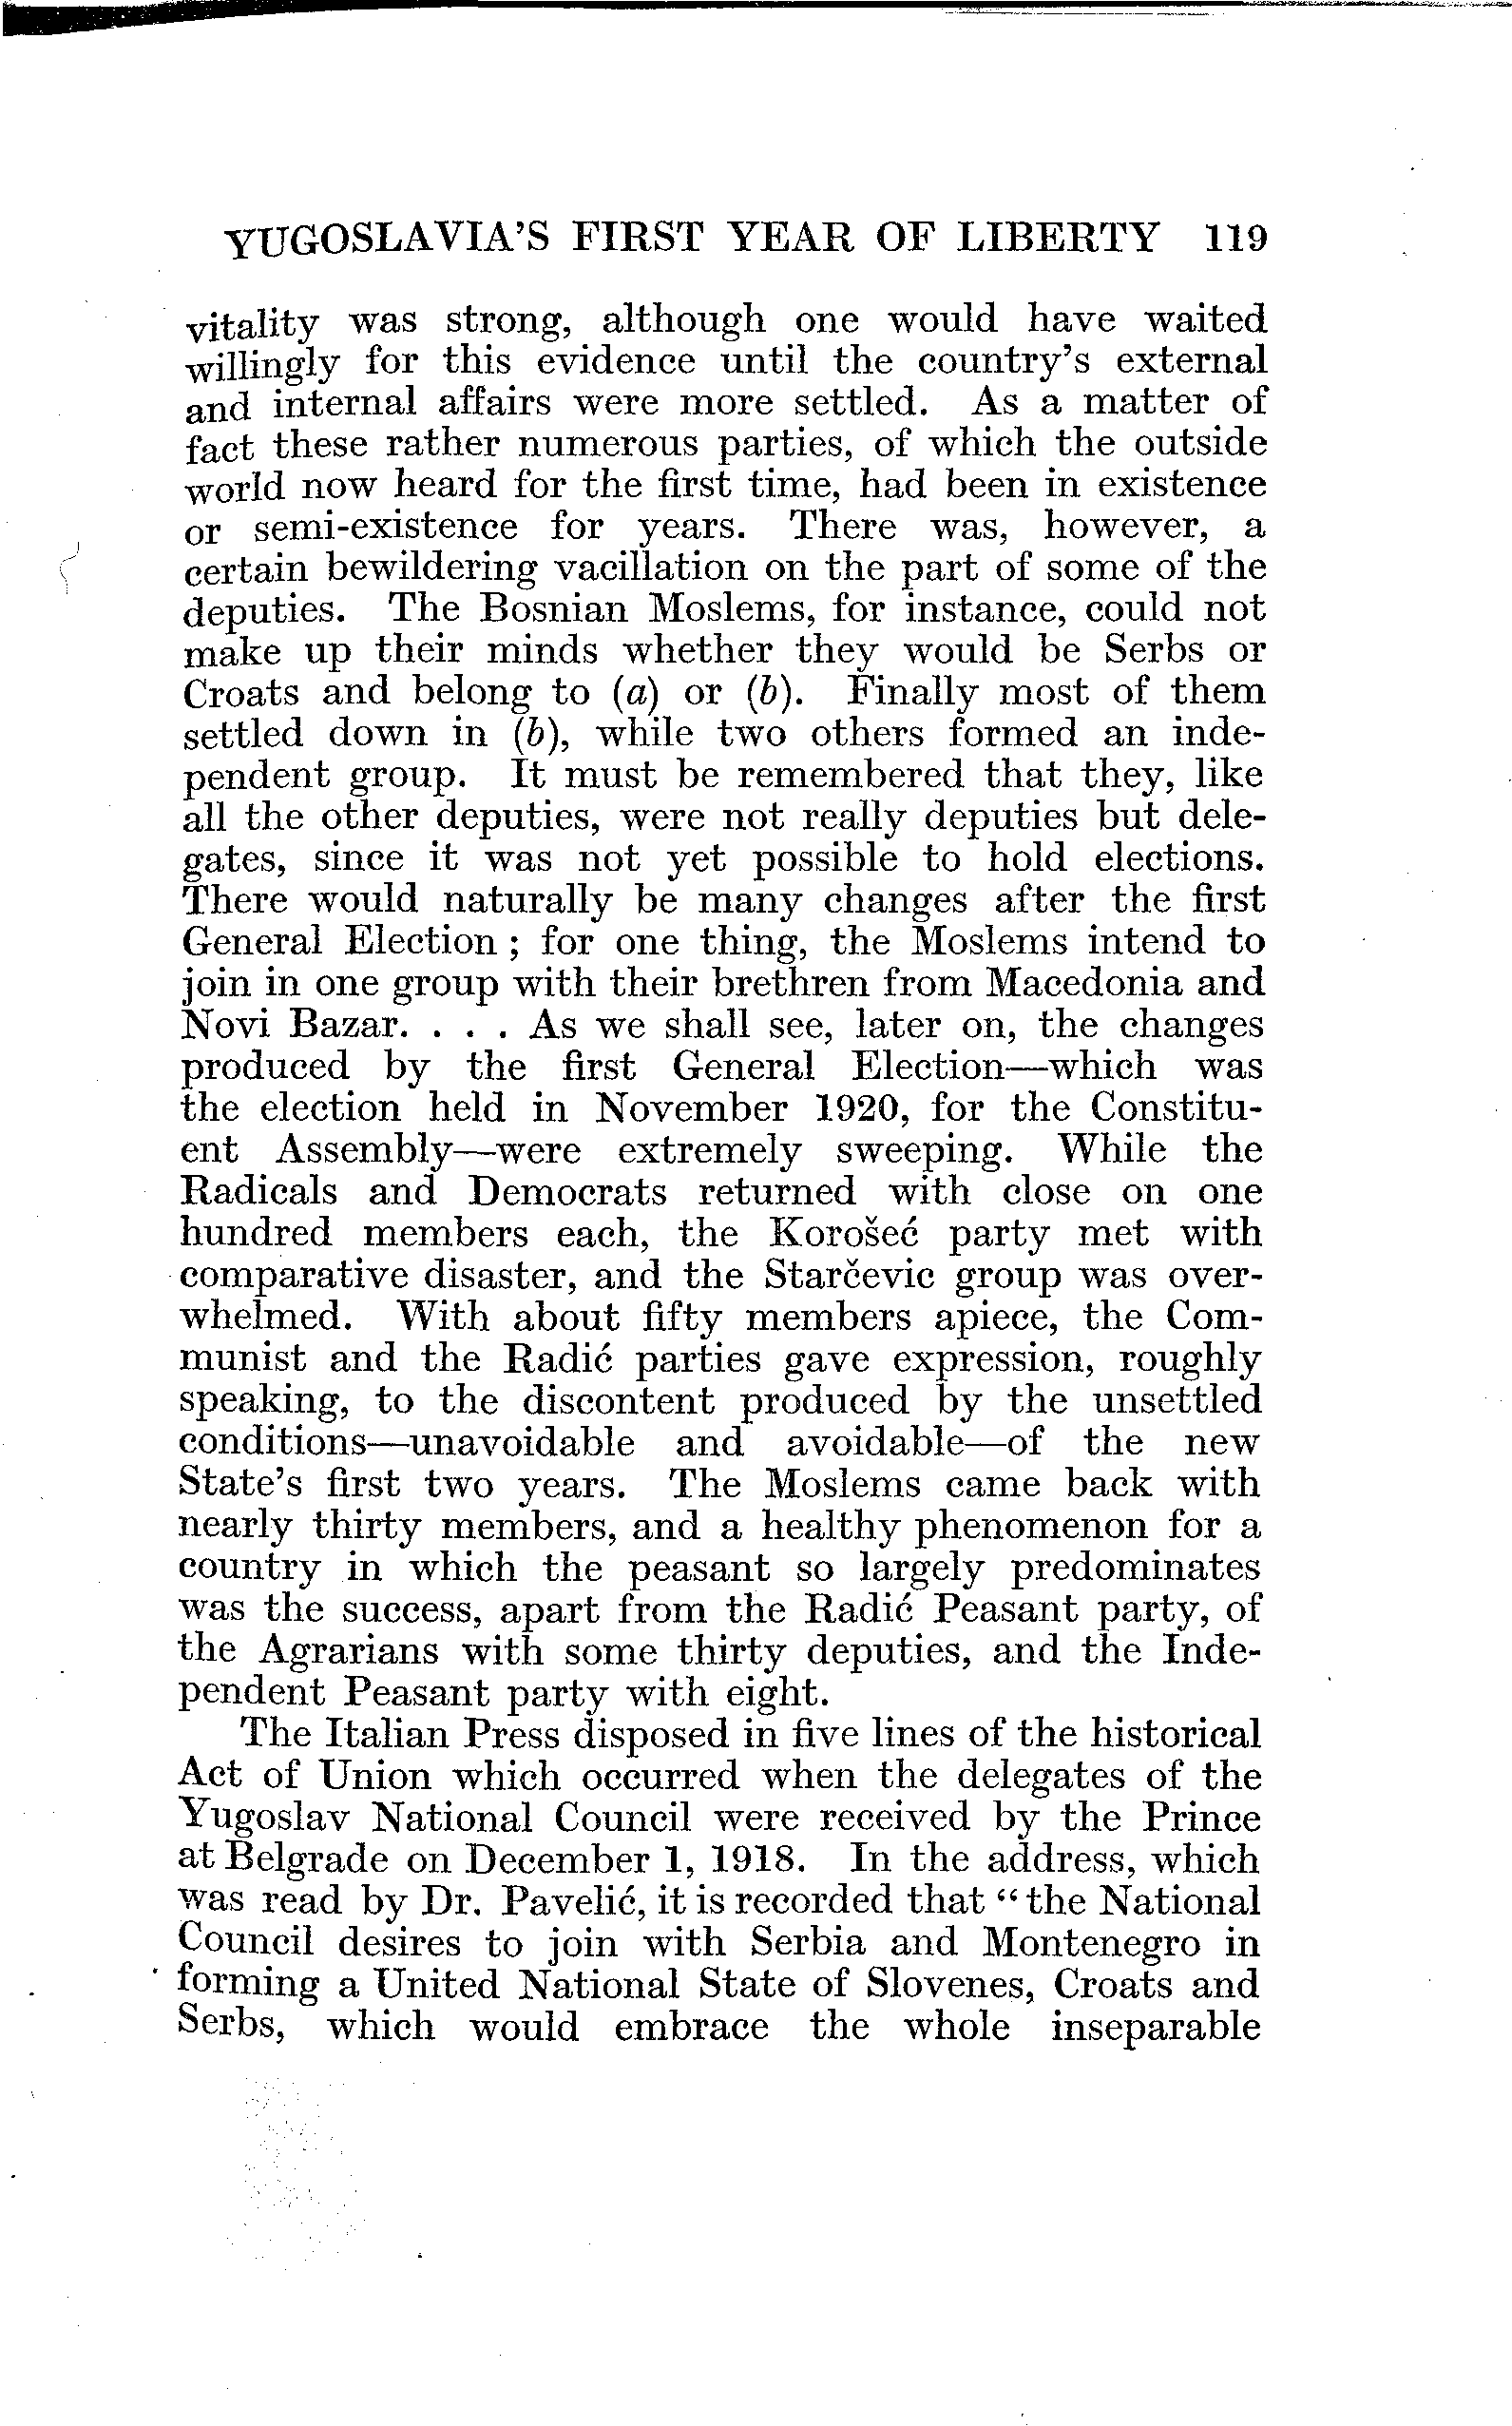 YUGOSLAVIA'S FIRST YEAR OF LIBERTY 119
vitality was strong, although one would have waited
willingly for this evidence until the country's external
and internal affairs were more settled. As a matter of
fact these rather numerous parties, of which the outside
world now heard for the first time, had been in existence
or semi-existence for years. There was, however, a
certain bewildering vacillation on the part of some of the
deputies. The Bosnian Moslems, for instance, could not
make up their minds whether they would be Serbs or
Croats and belong to (a) or (b). Finally most of them
settled down in (b), while two others formed an inde-
pendent group. It must be remembered that they, like
all the other deputies, were not really deputies but dele-
gates, since it was not yet possible to hold elections.
There would naturally be many changes after the first
General Election ; for one thing, the Moslems intend to
join in one group with their brethren from Macedonia and
Novi Bazar. . . . As we shall see, later on, the changes
produced by the first General Election—which was
the election held in November 1920, for the Constitu-
ent Assembly—were extremely sweeping. While the
Radicals and Democrats returned with close on one
hundred members each, the Korošeć party met with
comparative disaster, and the Starčevic group was over-
whelmed. With about fifty members apiece, the Com-
munist and the Radić parties gave expression, roughly
speaking, to the discontent produced by the unsettled
conditions—unavoidable and avoidable—of the new
State's first two years. The Moslems came back with
nearly thirty members, and a healthy phenomenon for a
country in which the peasant so largely predominates
was the success, apart from the Radić Peasant party, of
the Agrarians with some thirty deputies, and the Inde-
pendent Peasant party with eight.
The Italian Press disposed in five lines of the historical
Act of Union which occurred when the delegates of the
Yugoslav National Council were received by the Prince
at Belgrade on December 1, 1918. In the address, which
was read by Dr. Pavelić, it is recorded that “ the National
Council desires to join with Serbia and Montenegro in
forming a United National State of Slovenes, Croats and
Serbs, which would embrace the whole inseparable